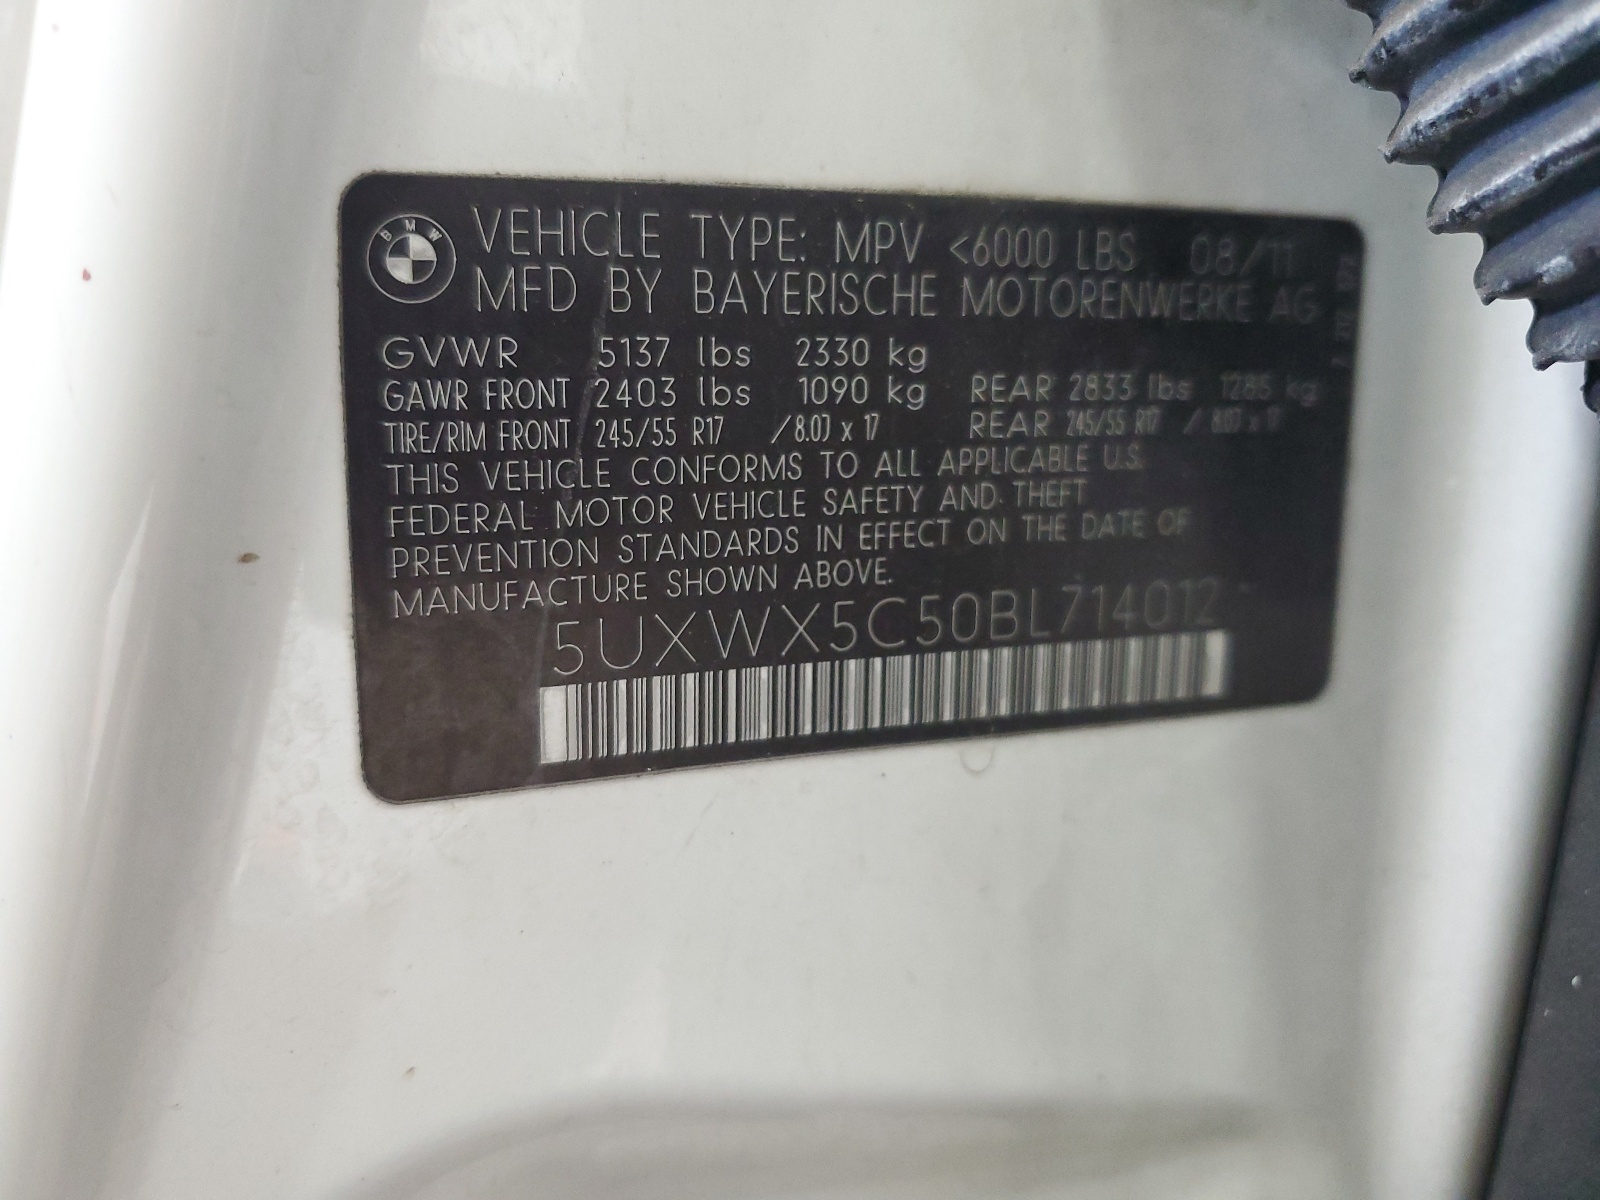 BMW
VEHICLE TYPE: MPV <6000 LBS 08/11
MFD BY BAYERISCHE MOTORENWERKE AG
GVWR 5137 lbs 2330 kg
GAWR FRONT 2403 lbs 1090 kg REAR 2833 lbs 1285 kg
TIRE/RIM FRONT 245/55 R17 /8.0J x 17 REAR 245/55 R17 / 8.0J x 17
THIS VEHICLE CONFORMS TO ALL APPLICABLE U.S.
FEDERAL MOTOR VEHICLE SAFETY AND THEFT
PREVENTION STANDARDS IN EFFECT ON THE DATE OF
MANUFACTURE SHOWN ABOVE.
5UXWX5C50BL714012